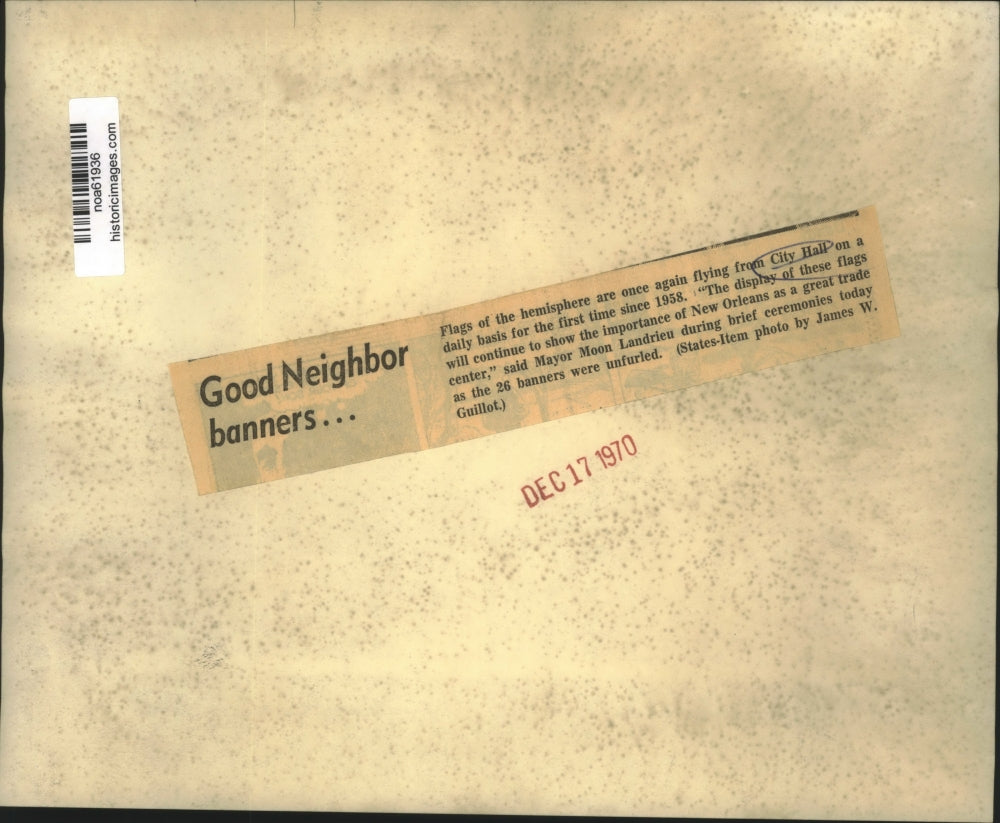 noa61936
historicimages.com
Good Neighbor
banners...
Flags of the hemisphere are once again flying from City Hall on a
daily basis for the first time since 1958. "The display of these flags
will continue to show the importance of New Orleans as a great trade
center," said Mayor Moon Landrieu during brief ceremonies today
as the 26 banners were unfurled. (States-Item photo by James W.
Guillot.)
DEC 17 1970